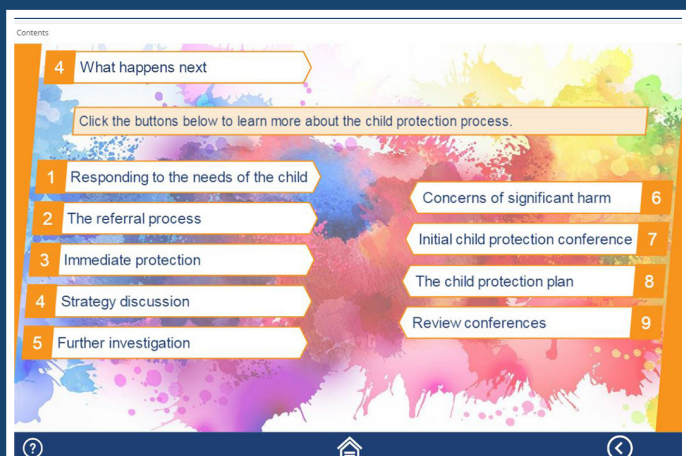 Contents
4 What happens next
Click the buttons below to learn more about the child protection process.
1 Responding to the needs of the child
2 The referral process
3 Immediate protection
4 Strategy discussion
5 Further investigation
Concerns of significant harm 6
Initial child protection conference 7
The child protection plan 8
Review conferences 9
?